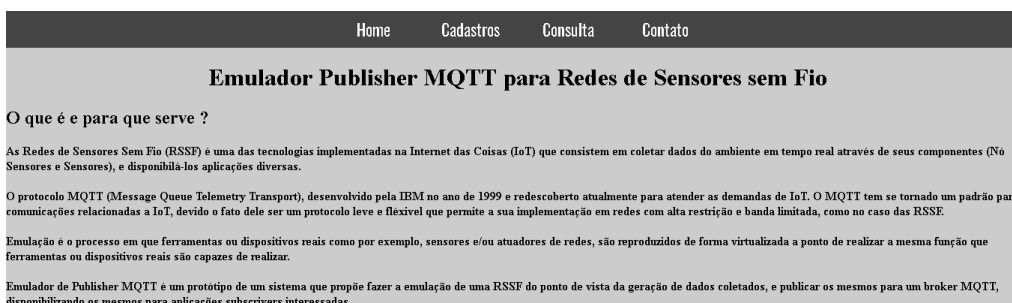 Home Cadastros Consulta Contato
Emulador Publisher MQTT para Redes de Sensores sem Fio
O que é e para que serve ?
As Redes de Sensores Sem Fio (RSSF) é uma das tecnologias implementadas na Internet das Coisas (IoT) que consistem em coletar dados do ambiente em tempo real através de seus componentes (Nó
Sensores e Sensores), e disponibilá-los aplicações diversas.
O protocolo MQTT (Message Queue Telemetry Transport), desenvolvido pela IBM no ano de 1999 e redescoberto atualmente para atender as demandas de IoT. O MQTT tem se tornado um padrão par
comunicações relacionadas a IoT, devido o fato dele ser um protocolo leve e fléxivel que permite a sua implementação em redes com alta restrição e banda limitada, como no caso das RSSF.
Emulação é o processo em que ferramentas ou dispositivos reais como por exemplo, sensores e/ou atuadores de redes, são reproduzidos de forma virtualizada a ponto de realizar a mesma função que
ferramentas ou dispositivos reais são capazes de realizar.
Emulador de Publisher MQTT é um protótipo de um sistema que propõe fazer a emulação de uma RSSF do ponto de vista da geração de dados coletados, e publicar os mesmos para um broker MQTT,
disponibilizando os mesmos para aplicações subscrivers interessadas.